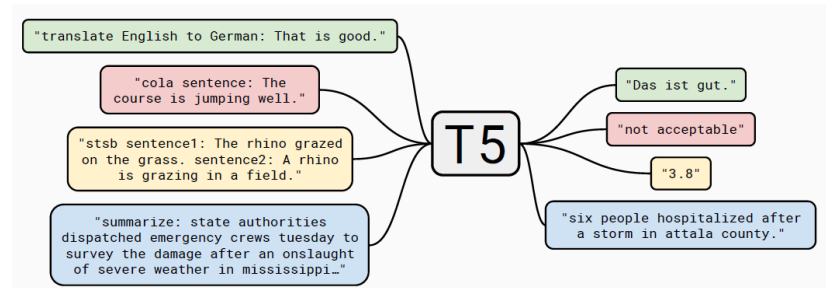 "translate English to German: That is good."
"cola sentence: The
course is jumping well."
"stsb sentence1: The rhino grazed
on the grass. sentence2: A rhino
is grazing in a field."
"summarize: state authorities
dispatched emergency crews tuesday to
survey the damage after an onslaught
of severe weather in mississippi…"
T5
"Das ist gut."
"not acceptable"
"3.8"
"six people hospitalized after
a storm in attala county."